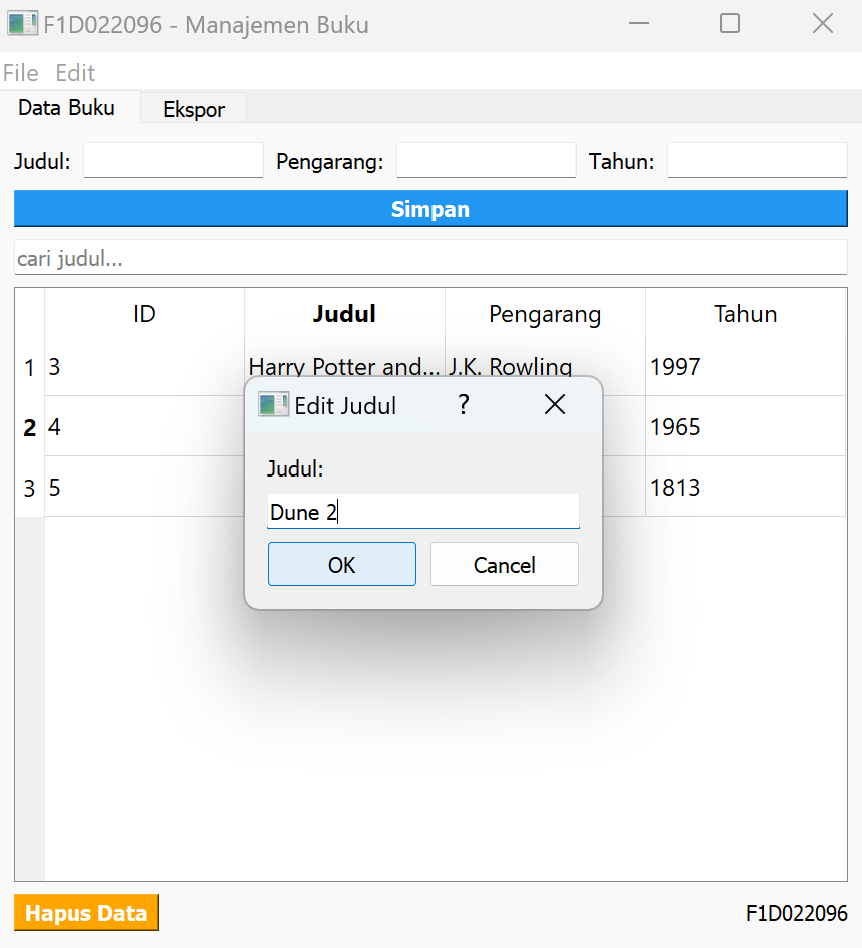 F1D022096 - Manajemen Buku
File Edit
Data Buku Ekspor
Judul: Pengarang: Tahun:
Simpan
cari judul...
ID Judul Pengarang Tahun
1 3 Harry Potter and... J.K. Rowling 1997
Edit Judul ?
2 4 1965
Judul:
3 5 1813
Dune 2
OK Cancel
Hapus Data F1D022096